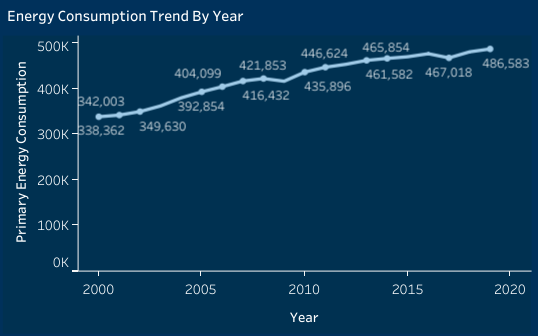 Energy Consumption Trend By Year
Primary Energy Consumption
500K
400K
300K
200K
100K
0K
342,003
338,362
349,630
404,099
392,854
421,853
416,432
446,624
435,896
465,854
461,582
467,018
486,583
2000
2005
2010
2015
2020
Year